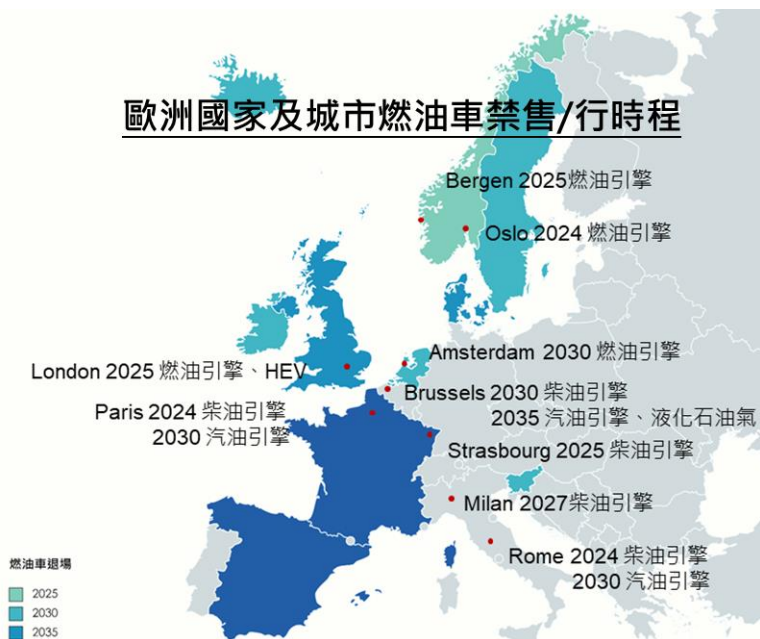 歐洲國家及城市燃油車禁售/行時程
Bergen 2025燃油引擎
Oslo 2024 燃油引擎
London 2025 燃油引擎、HEV
Amsterdam 2030 燃油引擎
Brussels 2030 柴油引擎
2035 汽油引擎、液化石油氣
Paris 2024 柴油引擎
2030 汽油引擎
Strasbourg 2025 柴油引擎
Milan 2027柴油引擎
Rome 2024 柴油引擎
2030 汽油引擎
燃油車退場
2025
2030
2035